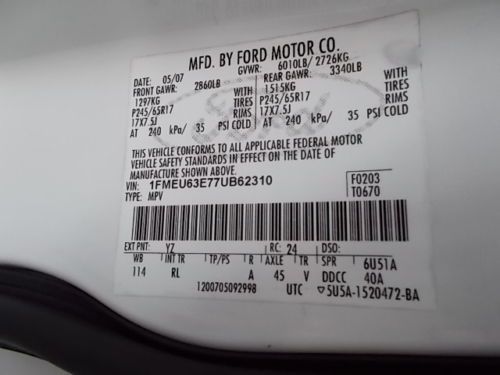 MFD. BY FORD MOTOR CO.
DATE: 05/07 GVWR: 6010LB/ 2726KG
FRONT GAWR: 2860LB REAR GAWR: 3340LB
1297KG WITH 1515KG WITH
P245/65R17 TIRES P245/65R17 TIRES
17X7.5J RIMS 17X7.5J RIMS
AT 240 kPa/ 35 PSI COLD AT 240 kPa/ 35 PSI COLD
THIS VEHICLE CONFORMS TO ALL APPLICABLE FEDERAL MOTOR
VEHICLE SAFETY STANDARDS IN EFFECT ON THE DATE OF
MANUFACTURE SHOWN ABOVE.
VIN: 1FMEU63E77UB62310 F0203
TYPE: MPV T0670
EXT PNT: YZ RC: 24 DSO:
WB INT TR TP/PS R AXLE TR SPR 6U51A
114 RL A 45 V DDCC 40A
1200705092998 UTC ▽5U5A-1520472-BA